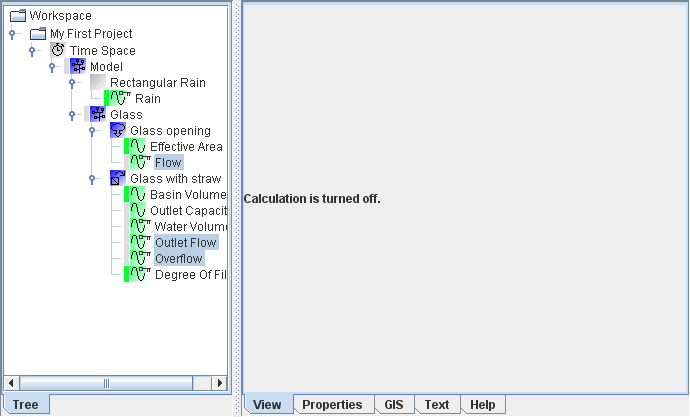 Workspace
My First Project
Time Space
Model
Rectangular Rain
Rain
Glass
Glass opening
Effective Area
Flow
Glass with straw
Basin Volume
Outlet Capacit
Water Volume
Outlet Flow
Overflow
Degree Of Fil
Calculation is turned off.
Tree
View Properties GIS Text Help